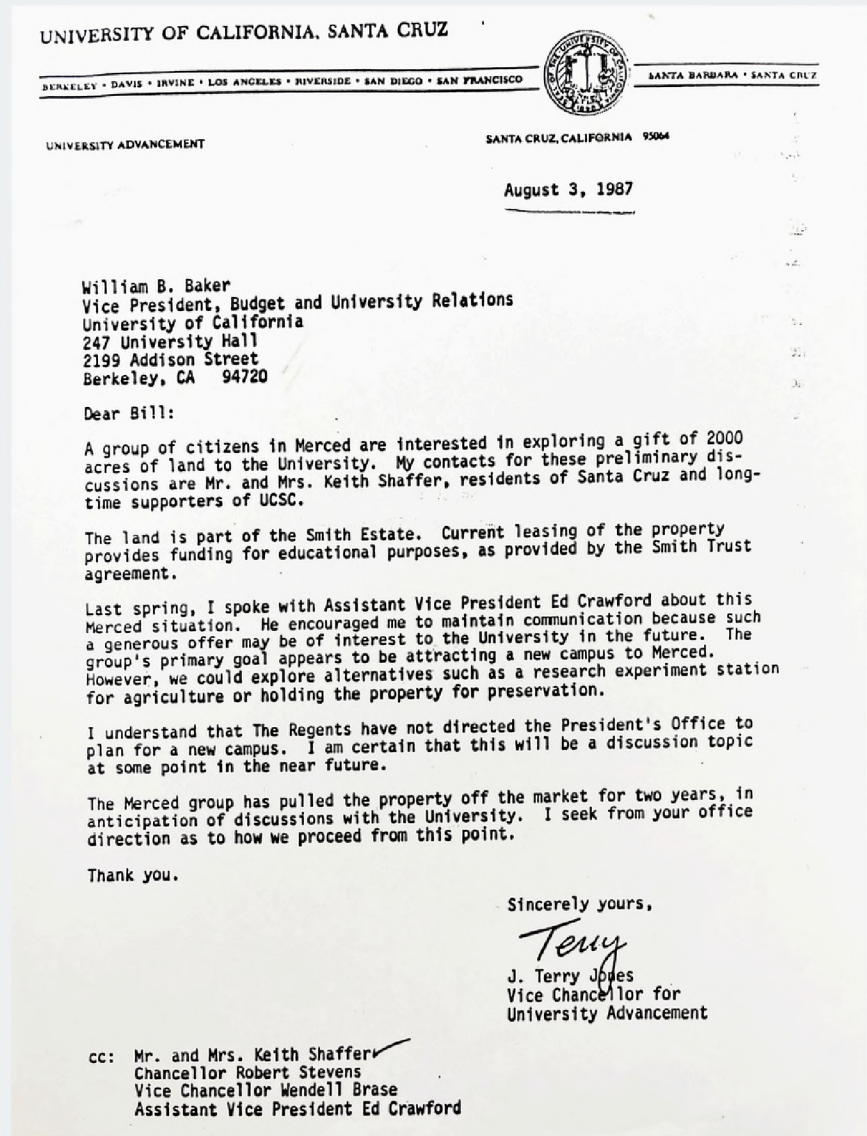 UNIVERSITY OF CALIFORNIA, SANTA CRUZ
BERKELEY • DAVIS • IRVINE • LOS ANGELES • RIVERSIDE • SAN DIEGO • SAN FRANCISCO
SANTA BARBARA • SANTA CRUZ
UNIVERSITY ADVANCEMENT
SANTA CRUZ, CALIFORNIA 95064
August 3, 1987
William B. Baker
Vice President, Budget and University Relations
University of California
247 University Hall
2199 Addison Street
Berkeley, CA 94720
Dear Bill:
A group of citizens in Merced are interested in exploring a gift of 2000
acres of land to the University. My contacts for these preliminary dis-
cussions are Mr. and Mrs. Keith Shaffer, residents of Santa Cruz and long-
time supporters of UCSC.
The land is part of the Smith Estate. Current leasing of the property
provides funding for educational purposes, as provided by the Smith Trust
agreement.
Last spring, I spoke with Assistant Vice President Ed Crawford about this
Merced situation. He encouraged me to maintain communication because such
a generous offer may be of interest to the University in the future. The
group's primary goal appears to be attracting a new campus to Merced.
However, we could explore alternatives such as a research experiment station
for agriculture or holding the property for preservation.
I understand that The Regents have not directed the President's Office to
plan for a new campus. I am certain that this will be a discussion topic
at some point in the near future.
The Merced group has pulled the property off the market for two years, in
anticipation of discussions with the University. I seek from your office
direction as to how we proceed from this point.
Thank you.
Sincerely yours,
Terry
J. Terry Jones
Vice Chancellor for
University Advancement
cc: Mr. and Mrs. Keith Shaffer
Chancellor Robert Stevens
Vice Chancellor Wendell Brase
Assistant Vice President Ed Crawford